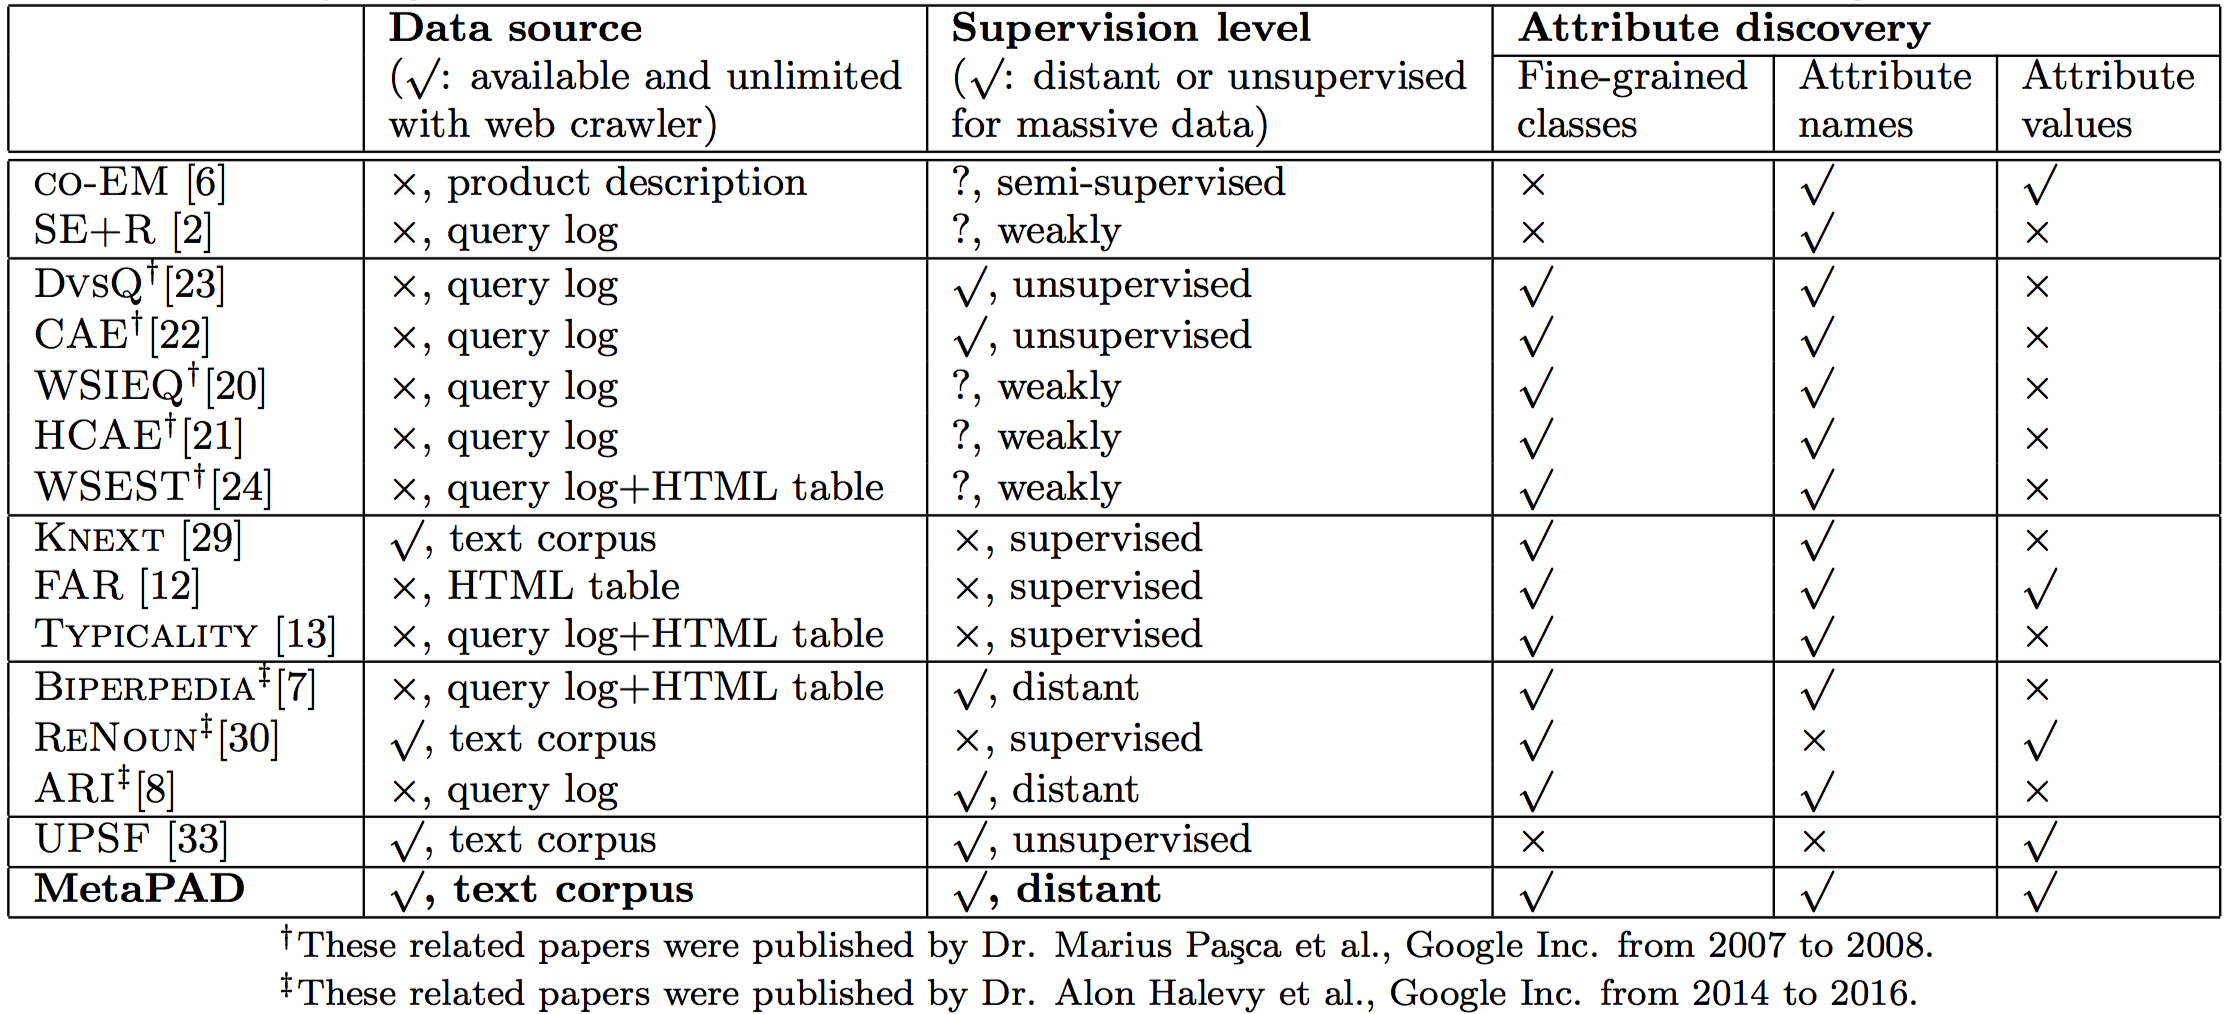 Data source Supervision level Attribute discovery
(√: available and unlimited (√: distant or unsupervised Fine-grained Attribute Attribute
with web crawler) for massive data) classes names values
co-EM [6] ×, product description ?, semi-supervised × √ √
SE+R [2] ×, query log ?, weakly × √ ×
DvsQ†[23] ×, query log √, unsupervised √ √ ×
CAE†[22] ×, query log √, unsupervised √ √ ×
WSIEQ†[20] ×, query log ?, weakly √ √ ×
HCAE†[21] ×, query log ?, weakly √ √ ×
WSEST†[24] ×, query log+HTML table ?, weakly √ √ ×
Knext [29] √, text corpus ×, supervised √ √ ×
FAR [12] ×, HTML table ×, supervised √ √ √
Typicality [13] ×, query log+HTML table ×, supervised √ √ ×
Biperpedia‡[7] ×, query log+HTML table √, distant √ √ ×
ReNoun‡[30] √, text corpus ×, supervised √ × √
ARI‡[8] ×, query log √, distant √ √ ×
UPSF [33] √, text corpus √, unsupervised × × √
MetaPAD √, text corpus √, distant √ √ √
†These related papers were published by Dr. Marius Paşca et al., Google Inc. from 2007 to 2008.
‡These related papers were published by Dr. Alon Halevy et al., Google Inc. from 2014 to 2016.